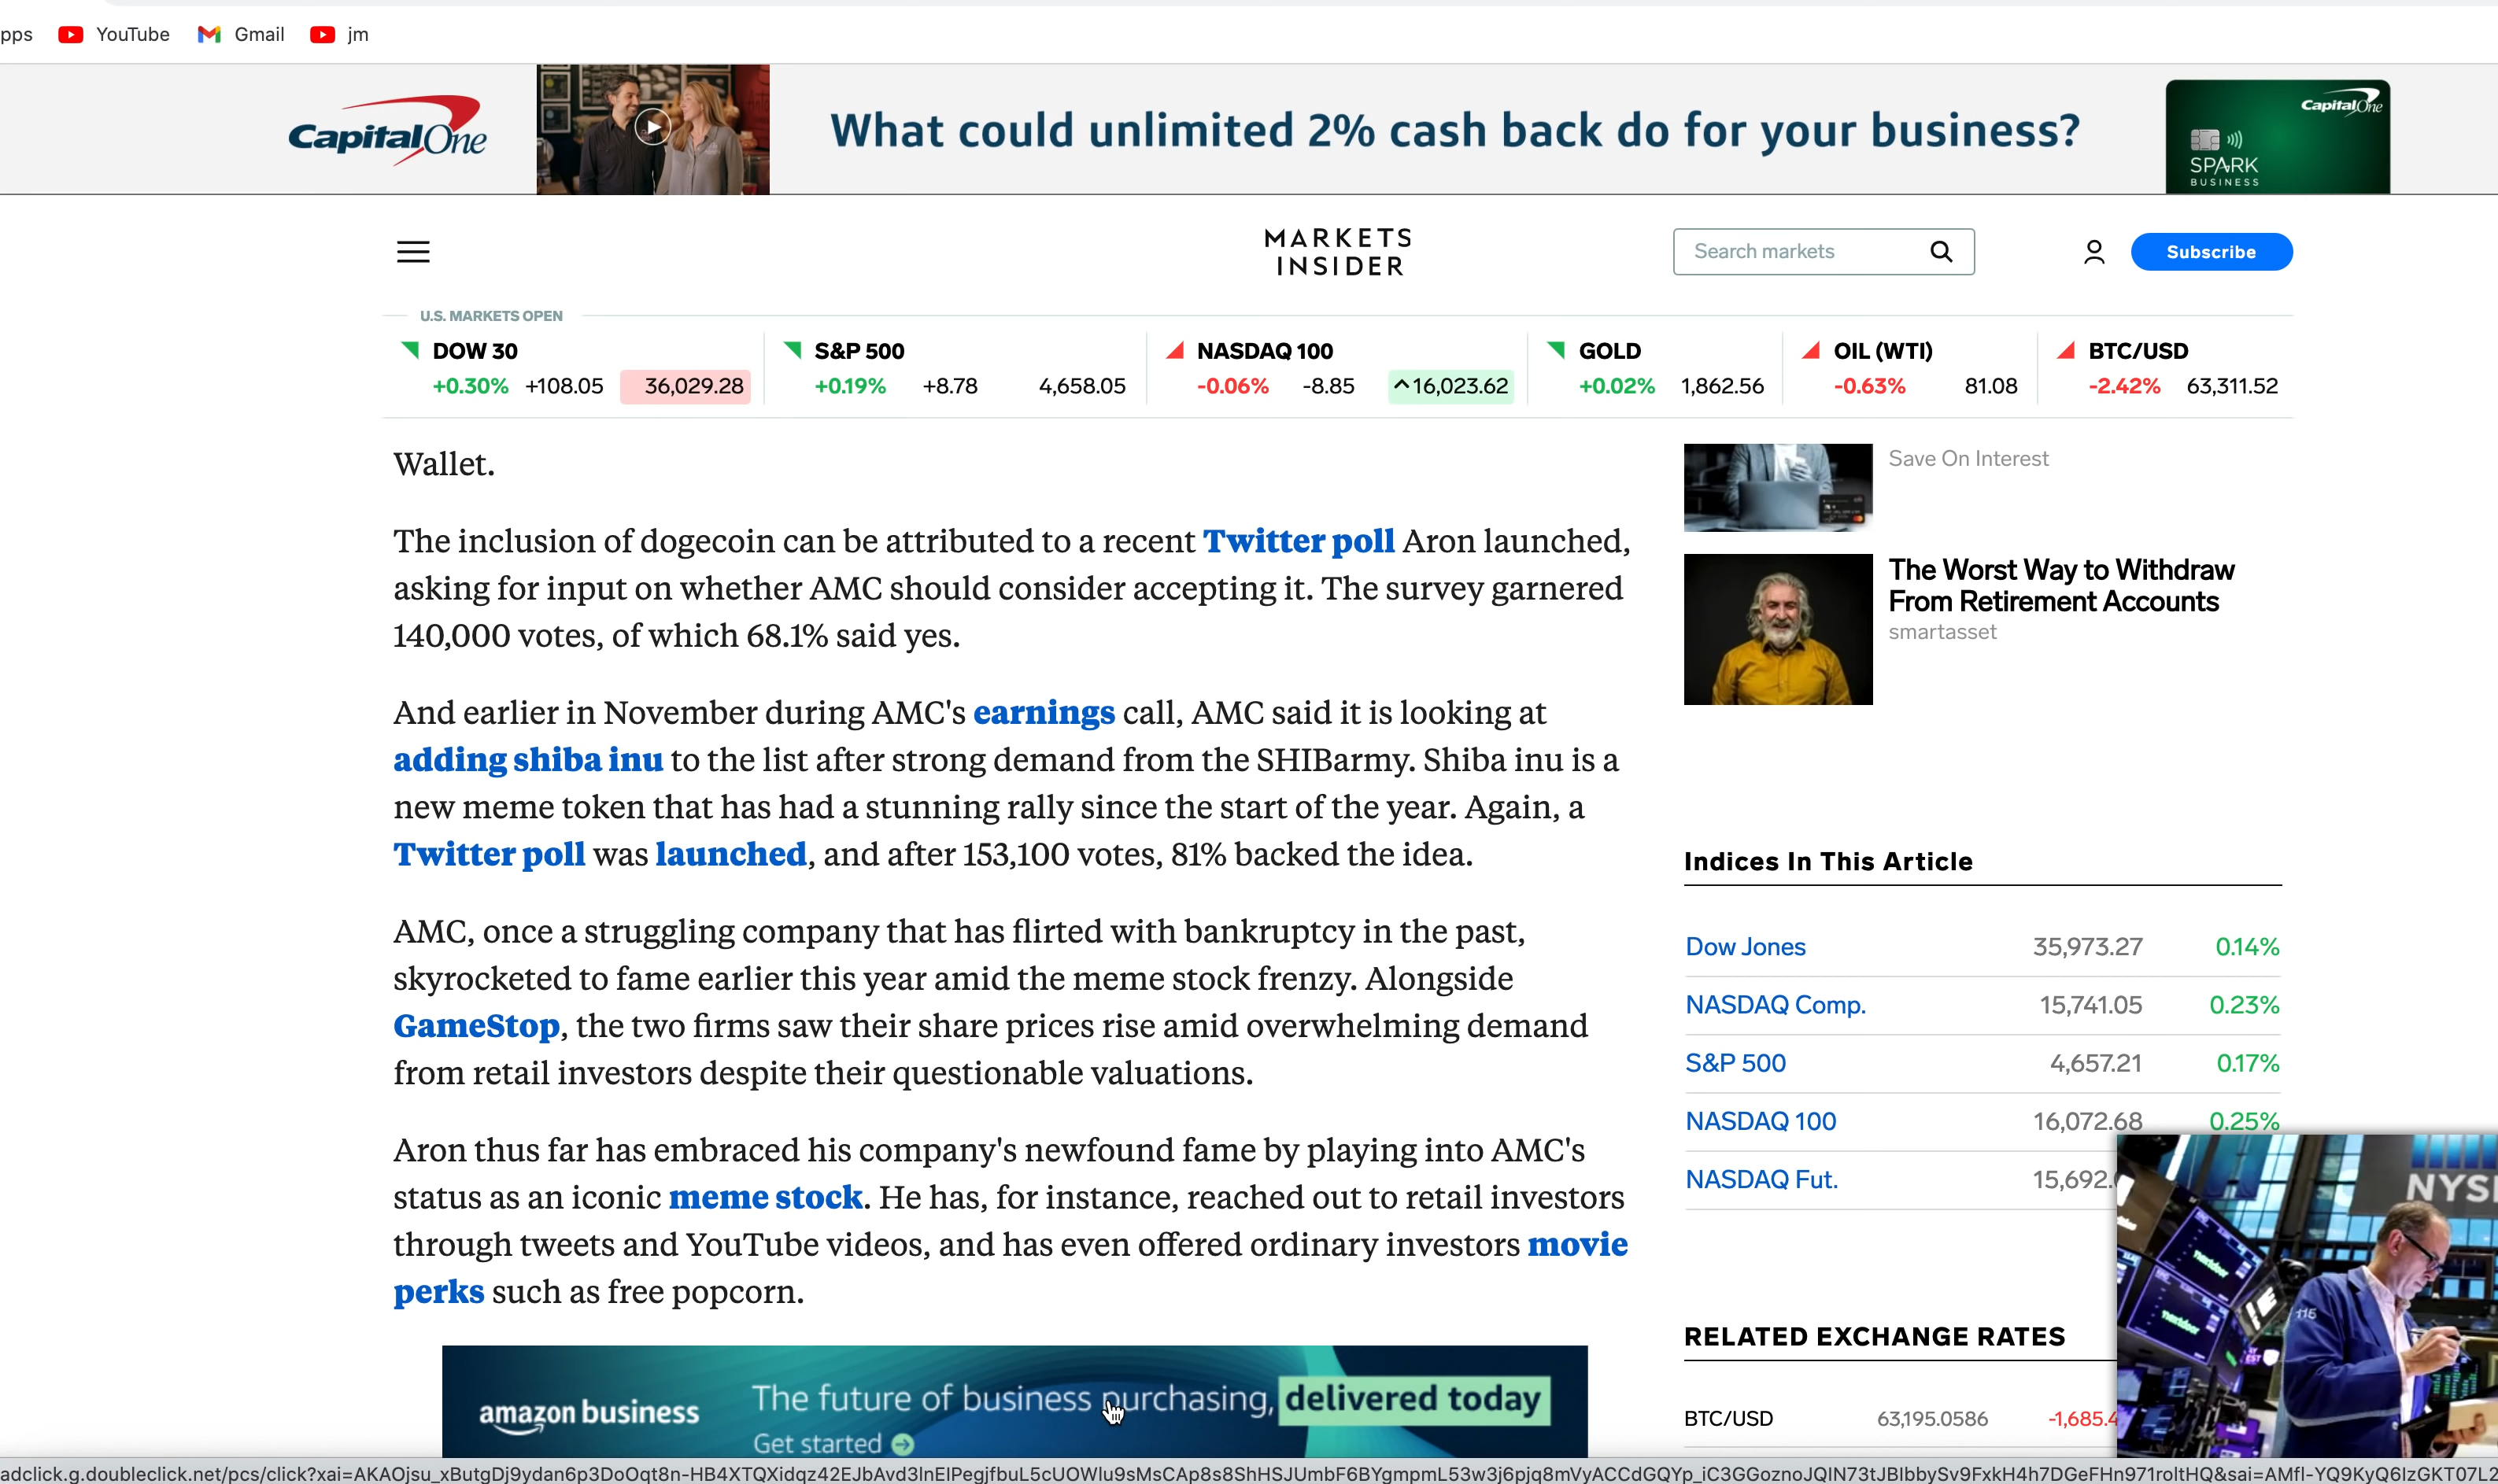 pps YouTube Gmail jm
CapitalOne
What could unlimited 2% cash back do for your business?
CapitalOne
SPARK
BUSINESS
MARKETS
INSIDER
Search markets
Subscribe
U.S. MARKETS OPEN
DOW 30
+0.30% +108.05 36,029.28
S&P 500
+0.19% +8.78 4,658.05
NASDAQ 100
-0.06% -8.85 16,023.62
GOLD
+0.02% 1,862.56
OIL (WTI)
-0.63% 81.08
BTC/USD
-2.42% 63,311.52
Wallet.
The inclusion of dogecoin can be attributed to a recent Twitter poll Aron launched,
asking for input on whether AMC should consider accepting it. The survey garnered
140,000 votes, of which 68.1% said yes.
And earlier in November during AMC's earnings call, AMC said it is looking at
adding shiba inu to the list after strong demand from the SHIBarmy. Shiba inu is a
new meme token that has had a stunning rally since the start of the year. Again, a
Twitter poll was launched, and after 153,100 votes, 81% backed the idea.
AMC, once a struggling company that has flirted with bankruptcy in the past,
skyrocketed to fame earlier this year amid the meme stock frenzy. Alongside
GameStop, the two firms saw their share prices rise amid overwhelming demand
from retail investors despite their questionable valuations.
Aron thus far has embraced his company's newfound fame by playing into AMC's
status as an iconic meme stock. He has, for instance, reached out to retail investors
through tweets and YouTube videos, and has even offered ordinary investors movie
perks such as free popcorn.
amazon business
The future of business purchasing, delivered today
Get started
Save On Interest
The Worst Way to Withdraw
From Retirement Accounts
smartasset
Indices In This Article
Dow Jones 35,973.27 0.14%
NASDAQ Comp. 15,741.05 0.23%
S&P 500 4,657.21 0.17%
NASDAQ 100 16,072.68 0.25%
NASDAQ Fut. 15,692.
RELATED EXCHANGE RATES
BTC/USD 63,195.0586 -1,685.4
NYS
115